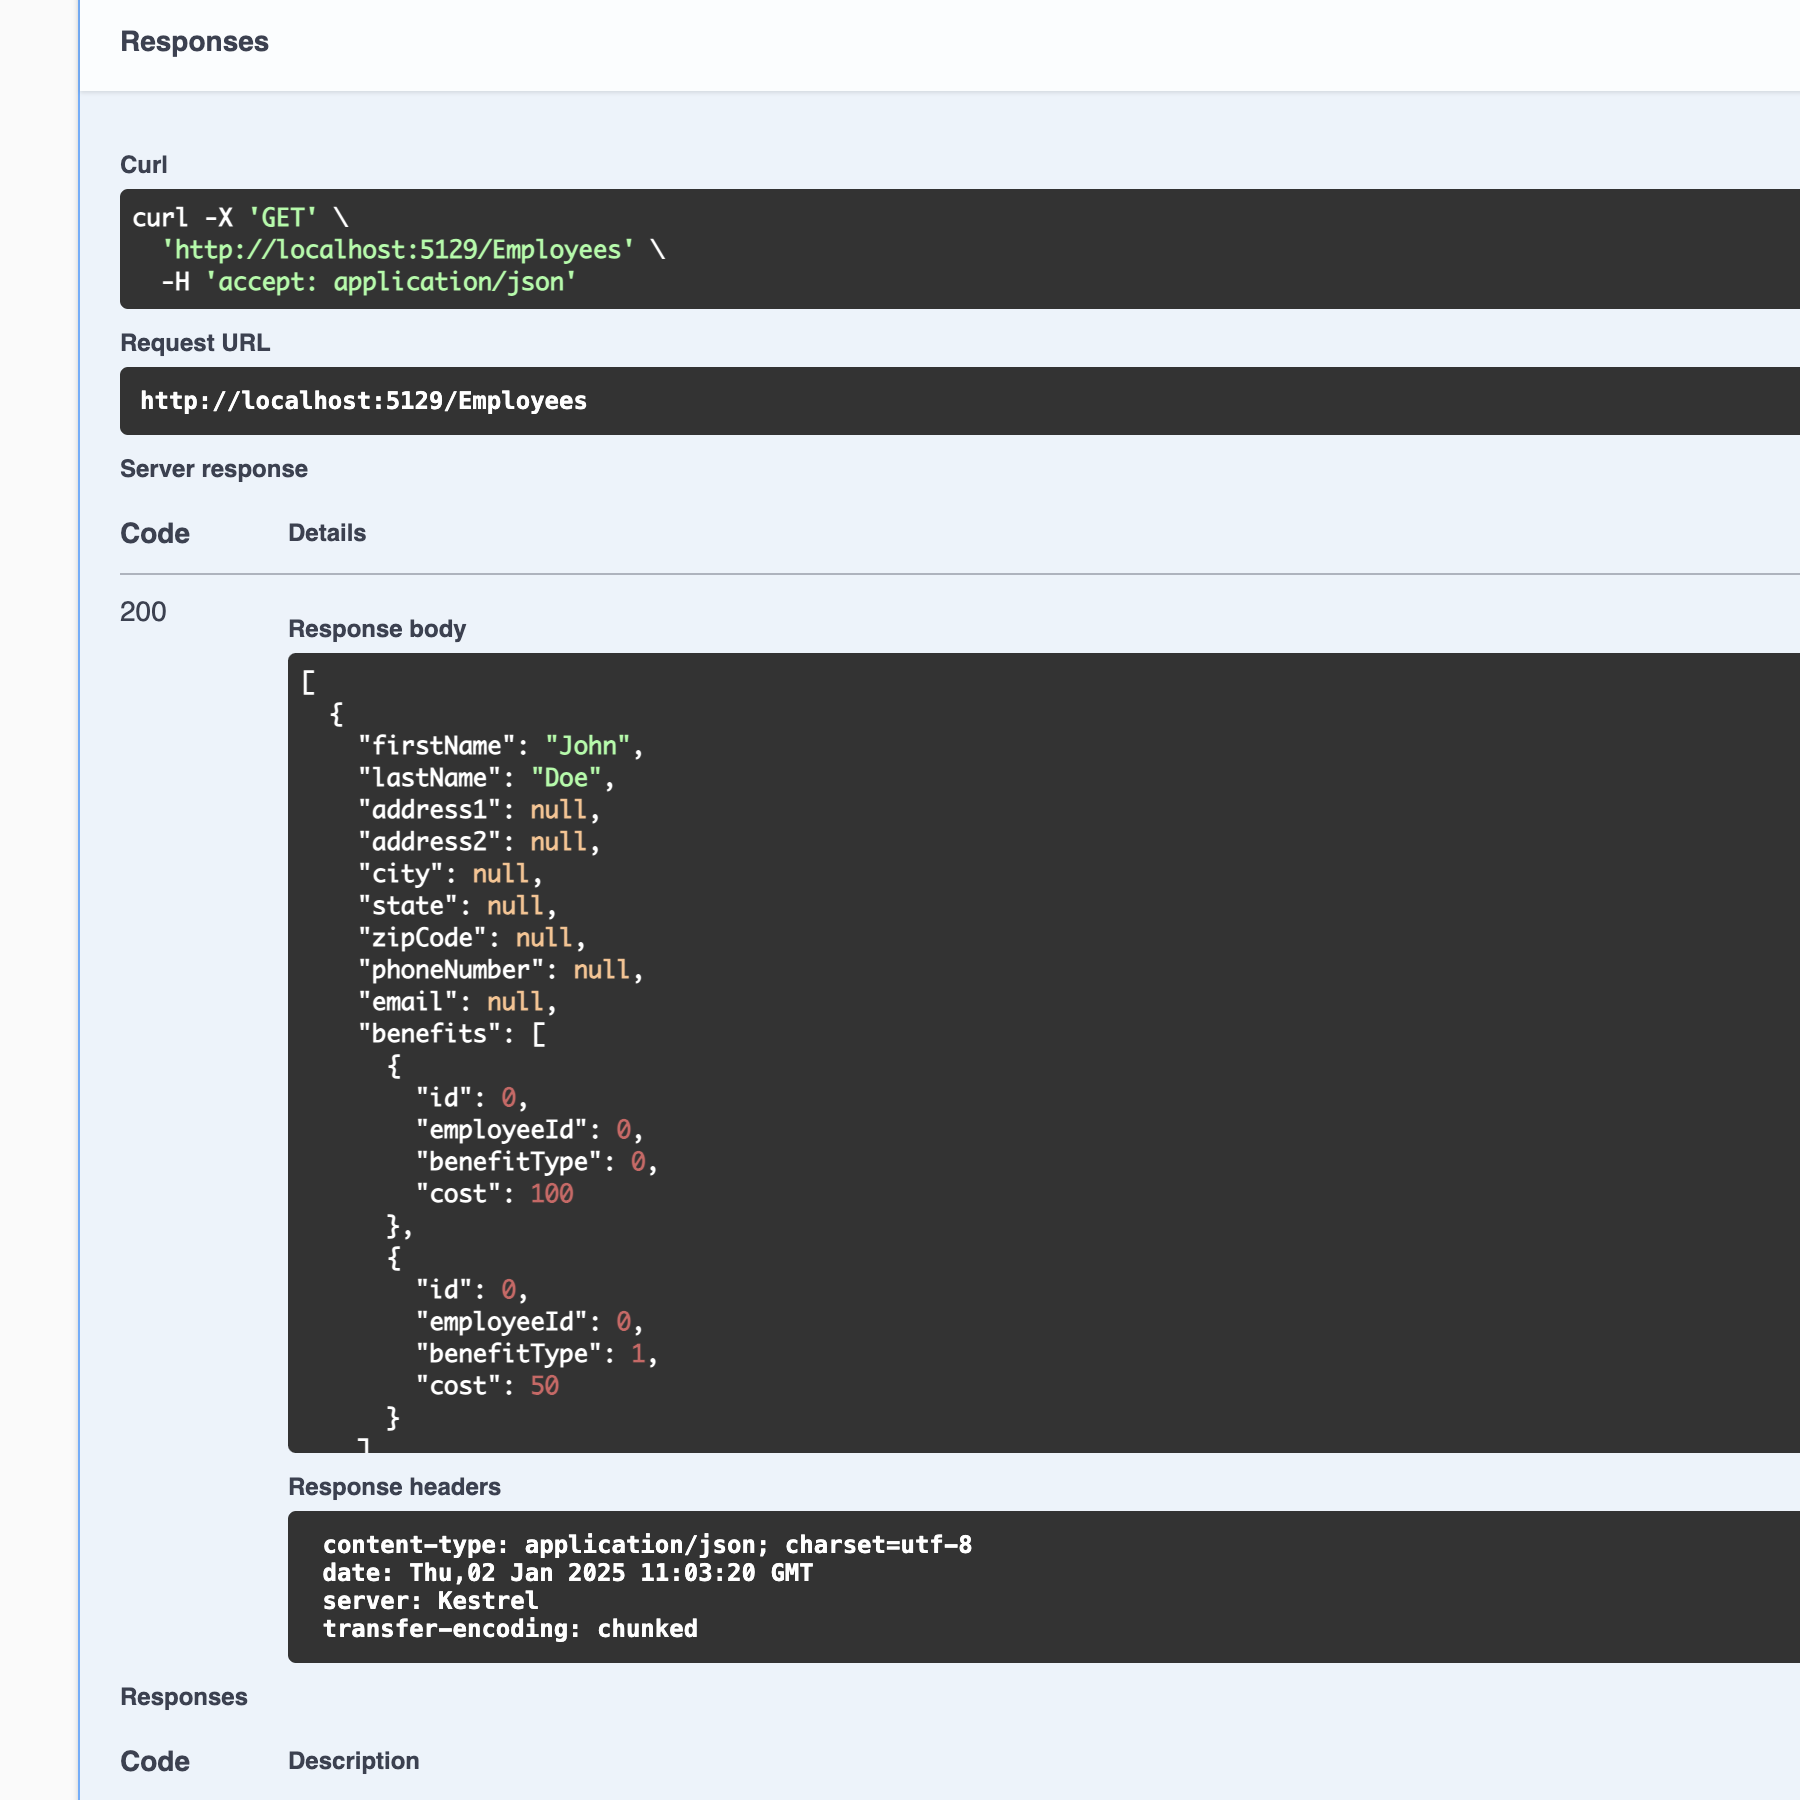 Responses
Curl
curl -X 'GET' \
  'http://localhost:5129/Employees' \
  -H 'accept: application/json'
Request URL
http://localhost:5129/Employees
Server response
Code Details
200
Response body
[
  {
    "firstName": "John",
    "lastName": "Doe",
    "address1": null,
    "address2": null,
    "city": null,
    "state": null,
    "zipCode": null,
    "phoneNumber": null,
    "email": null,
    "benefits": [
      {
        "id": 0,
        "employeeId": 0,
        "benefitType": 0,
        "cost": 100
      },
      {
        "id": 0,
        "employeeId": 0,
        "benefitType": 1,
        "cost": 50
      }
    ]
Response headers
content-type: application/json; charset=utf-8
date: Thu,02 Jan 2025 11:03:20 GMT
server: Kestrel
transfer-encoding: chunked
Responses
Code Description